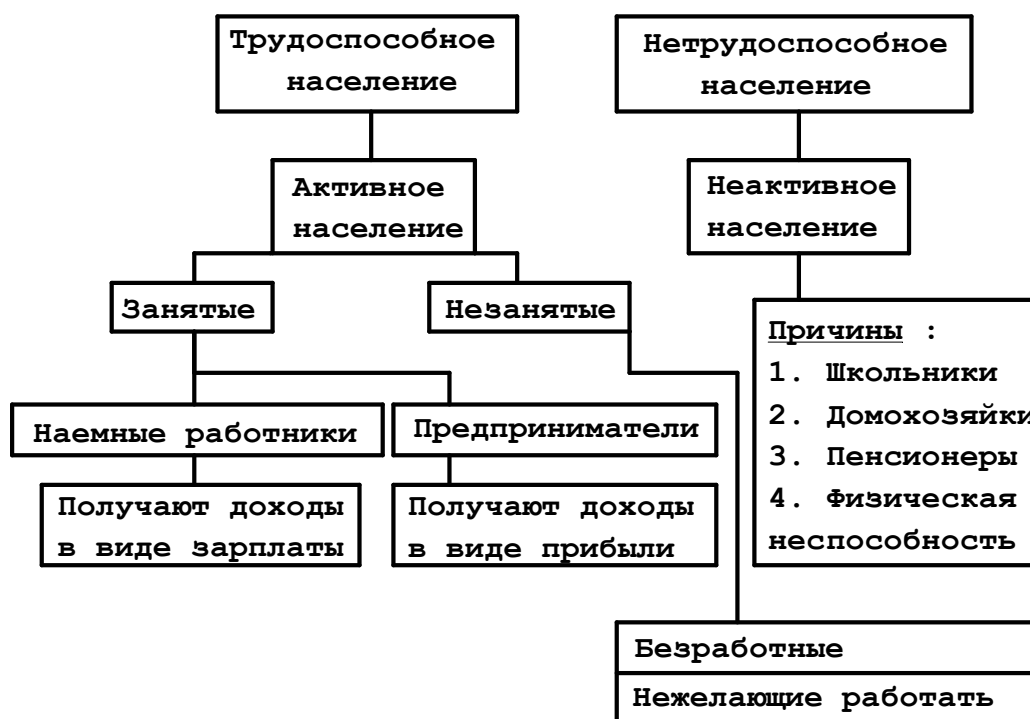 Трудоспособное
население
Нетрудоспособное
население
Активное
население
Неактивное
население
Занятые
Незанятые
Причины :
1. Школьники
2. Домохозяйки
3. Пенсионеры
4. Физическая
неспособность
Наемные работники
Предприниматели
Получают доходы
в виде зарплаты
Получают доходы
в виде прибыли
Безработные
Нежелающие работать